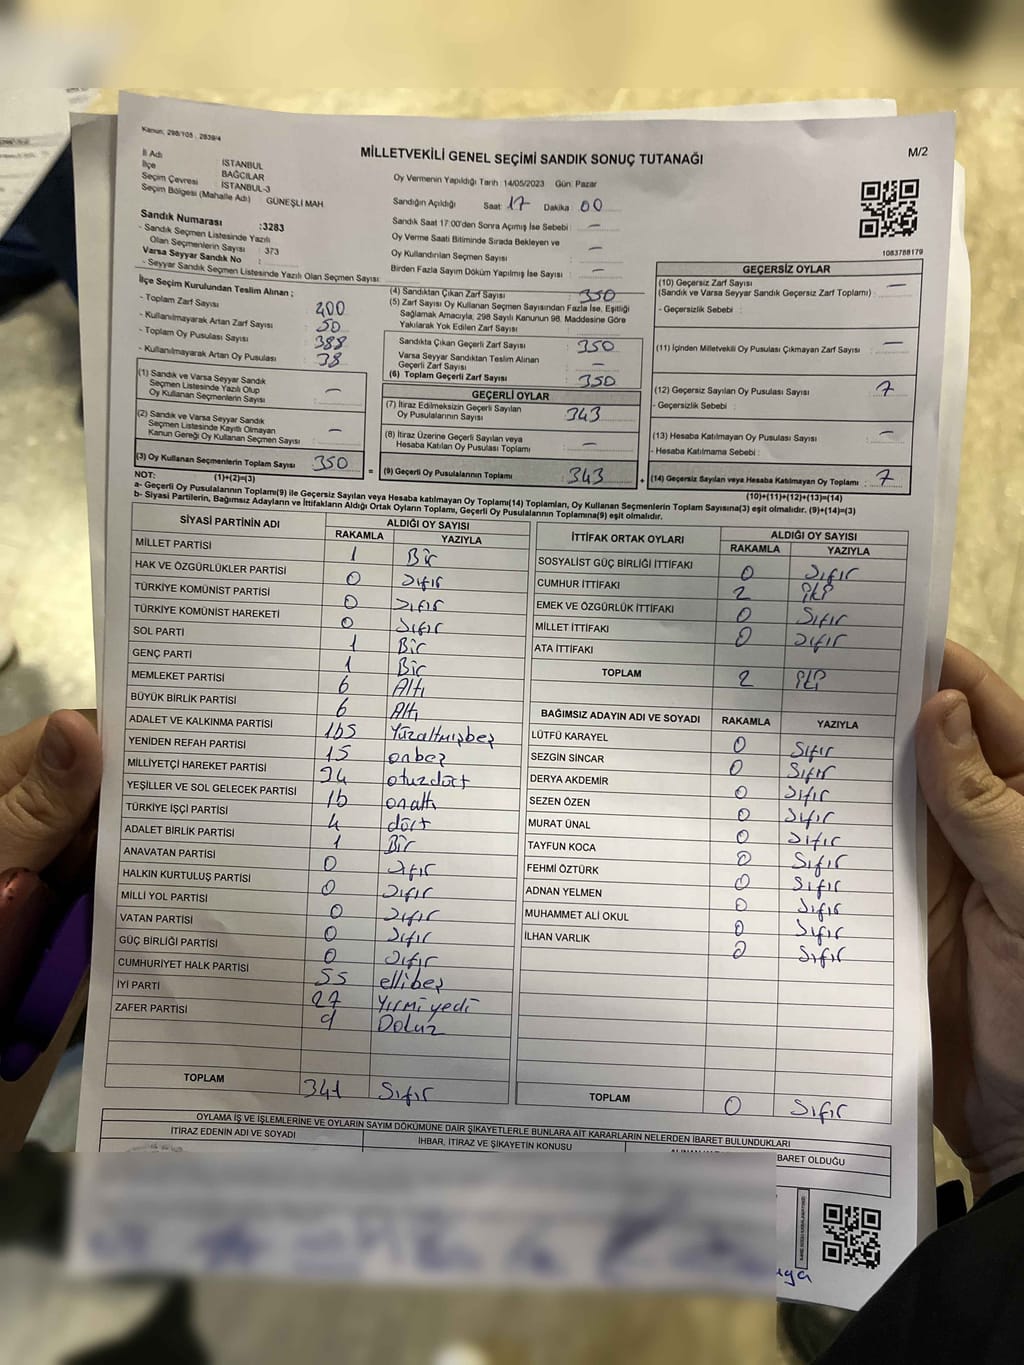 Kanun: 298/105 ; 2839/4
MİLLETVEKİLİ GENEL SEÇİMİ SANDIK SONUÇ TUTANAĞI
M/2
İl Adı : İSTANBUL
İlçe : BAĞCILAR
Seçim Çevresi : İSTANBUL-3
Seçim Bölgesi (Mahalle Adı) : GÜNEŞLİ MAH
Sandık Numarası :3283
- Sandık Seçmen Listesinde Yazılı
Olan Seçmenlerin Sayısı : 373
Varsa Seyyar Sandık No :
- Seyyar Sandık Seçmen Listesinde Yazılı Olan Seçmen Sayısı:
Oy Vermenin Yapıldığı Tarih 14/05/2023 Gün: Pazar
Sandığın Açıldığı Saat: 17 Dakika 00
Sandık Saat 17:00'den Sonra Açımış İse Sebebi : —
Oy Verme Saati Bitiminde Sırada Bekleyen ve
Oy Kullandırılan Seçmen Sayısı : —
Birden Fazla Sayım Döküm Yapılmış İse Sayısı : —
1083788179
İlçe Seçim Kurulundan Teslim Alınan ;
- Toplam Zarf Sayısı : 400
- Kullanılmayarak Artan Zarf Sayısı : 50
- Toplam Oy Pusulası Sayısı : 388
- Kullanılmayarak Artan Oy Pusulası : 38
(1) Sandık ve Varsa Seyyar Sandık
Seçmen Listesinde Yazılı Olup
Oy Kullanan Seçmenlerin Sayısı : —
(2) Sandık ve Varsa Seyyar Sandık
Seçmen Listesinde Kayıtlı Olmayan
Kanun Gereği Oy Kullanan Seçmen Sayısı : —
(3) Oy Kullanan Seçmenlerin Toplam Sayısı : 350
(1)+(2)=(3)
(4) Sandıktan Çıkan Zarf Sayısı : 350
(5) Zarf Sayısı Oy Kullanan Seçmen Sayısından Fazla İse, Eşitliği
Sağlamak Amacıyla; 298 Sayılı Kanunun 98. Maddesine Göre
Yakılarak Yok Edilen Zarf Sayısı :
Sandıkta Çıkan Geçerli Zarf Sayısı : 350
Varsa Seyyar Sandıktan Teslim Alınan
Geçerli Zarf Sayısı : —
(6) Toplam Geçerli Zarf Sayısı : 350
GEÇERLİ OYLAR
(7) İtiraz Edilmeksizin Geçerli Sayılan
Oy Pusulalarının Sayısı : 343
(8) İtiraz Üzerine Geçerli Sayılan veya
Hesaba Katılan Oy Pusulası Toplamı : —
= (9) Geçerli Oy Pusulalarının Toplamı : 343 +
GEÇERSİZ OYLAR
(10) Geçersiz Zarf Sayısı
(Sandık ve Varsa Seyyar Sandık Geçersiz Zarf Toplamı) : —
- Geçersizlik Sebebi :
(11) İçinden Milletvekili Oy Pusulası Çıkmayan Zarf Sayısı : —
(12) Geçersiz Sayılan Oy Pusulası Sayısı : 7
- Geçersizlik Sebebi :
(13) Hesaba Katılmayan Oy Pusulası Sayısı : —
- Hesaba Katılmama Sebebi :
(14) Geçersiz Sayılan veya Hesaba Katılmayan Oy Toplamı : 7
(10)+(11)+(12)+(13)=(14)
NOT:
a- Geçerli Oy Pusulalarının Toplamı(9) ile Geçersiz Sayılan veya Hesaba katılmayan Oy Toplamı(14) Toplamları, Oy Kullanan Seçmenlerin Toplam Sayısına(3) eşit olmalıdır. (9)+(14)=(3)
b- Siyasi Partilerin, Bağımsız Adayların ve İttifakların Aldığı Ortak Oyların Toplamı, Geçerli Oy Pusulalarının Toplamına(9) eşit olmalıdır.
SİYASİ PARTİNİN ADI ALDIĞI OY SAYISI
RAKAMLA YAZIYLA
MİLLET PARTİSİ 1 Bir
HAK VE ÖZGÜRLÜKLER PARTİSİ 0 sıfır
TÜRKİYE KOMÜNİST PARTİSİ 0 sıfır
TÜRKİYE KOMÜNİST HAREKETİ 0 sıfır
SOL PARTİ 1 Bir
GENÇ PARTİ 1 Bir
MEMLEKET PARTİSİ 6 Altı
BÜYÜK BİRLİK PARTİSİ 6 Altı
ADALET VE KALKINMA PARTİSİ 165 Yüzaltmışbeş
YENİDEN REFAH PARTİSİ 15 onbeş
MİLLİYETÇİ HAREKET PARTİSİ 34 otuzdört
YEŞİLLER VE SOL GELECEK PARTİSİ 16 onaltı
TÜRKİYE İŞÇİ PARTİSİ 4 dört
ADALET BİRLİK PARTİSİ 1 Bir
ANAVATAN PARTİSİ 0 sıfır
HALKIN KURTULUŞ PARTİSİ 0 sıfır
MİLLİ YOL PARTİSİ 0 sıfır
VATAN PARTİSİ 0 sıfır
GÜÇ BİRLİĞİ PARTİSİ 0 sıfır
CUMHURİYET HALK PARTİSİ 55 ellibeş
İYİ PARTİ 27 Yirmiyedi
ZAFER PARTİSİ 9 Dokuz
TOPLAM 341 Sıfır
İTTİFAK ORTAK OYLARI ALDIĞI OY SAYISI
RAKAMLA YAZIYLA
SOSYALİST GÜÇ BİRLİĞİ İTTİFAKI 0 sıfır
CUMHUR İTTİFAKI 2 iki
EMEK VE ÖZGÜRLÜK İTTİFAKI 0 Sıfır
MİLLET İTTİFAKI 0 sıfır
ATA İTTİFAKI
TOPLAM 2 iki
BAĞIMSIZ ADAYIN ADI VE SOYADI RAKAMLA YAZIYLA
LÜTFÜ KARAYEL 0 Sıfır
SEZGİN SİNCAR 0 Sıfır
DERYA AKDEMİR 0 sıfır
SEZEN ÖZEN 0 sıfır
MURAT ÜNAL 0 sıfır
TAYFUN KOCA 0 Sıfır
FEHMİ ÖZTÜRK 0 Sıfır
ADNAN YELMEN 0 Sıfır
MUHAMMET ALİ OKUL 0 Sıfır
İLHAN VARLIK 0 Sıfır
TOPLAM 0 Sıfır
OYLAMA İŞ VE İŞLEMLERİNE VE OYLARIN SAYIM DÖKÜMÜNE DAİR ŞİKAYETLERLE BUNLARA AİT KARARLARIN NELERDEN İBARET BULUNDUKLARI
İTİRAZ EDENİN ADI VE SOYADI İHBAR, İTİRAZ VE ŞİKAYETİN KONUSU
BARET OLDUĞU